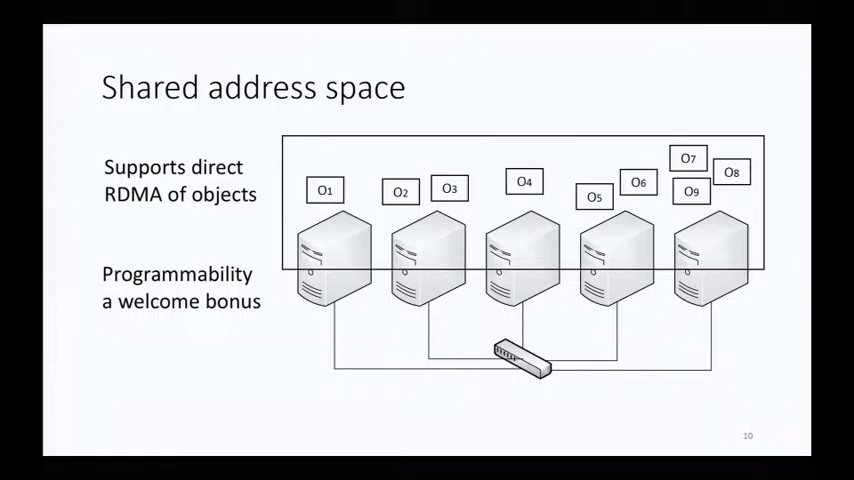 Shared address space
Supports direct
RDMA of objects
O1
O2
O3
O4
O5
O6
O7
O8
O9
Programmability
a welcome bonus
10